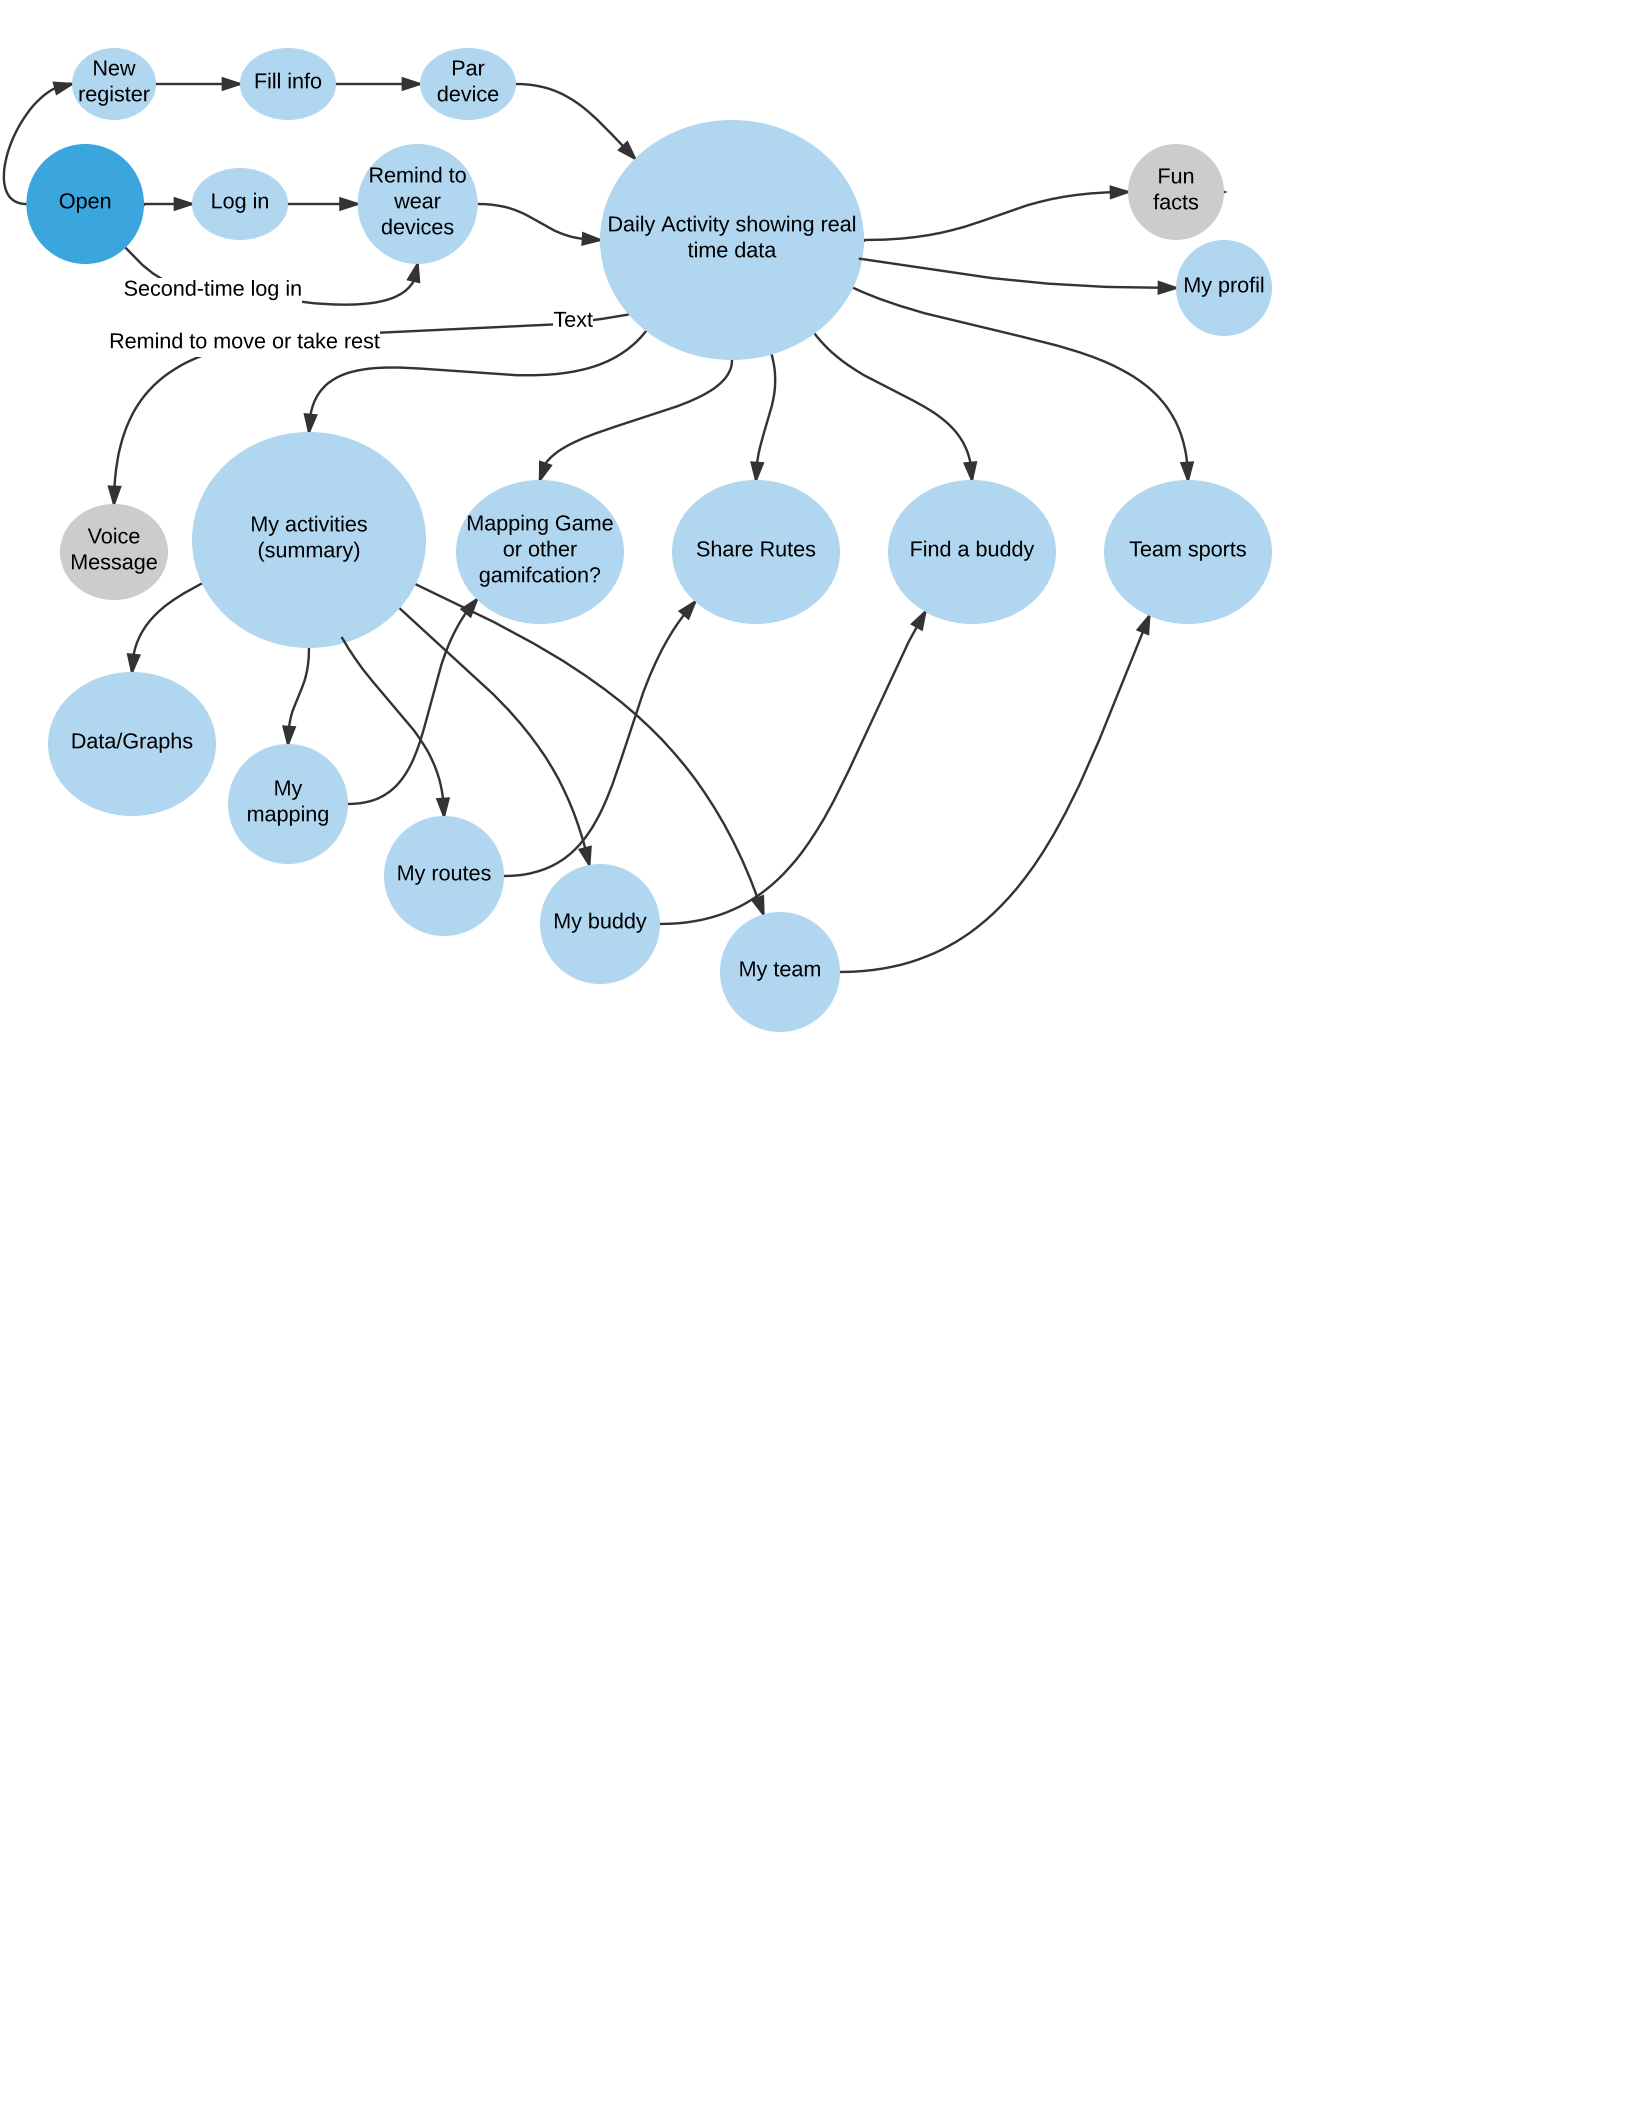 New
register
Fill info
Par
device
Open
Log in
Remind to
wear
devices
Daily Activity showing real
time data
Fun
facts
My profil
Second-time log in
Text
Remind to move or take rest
Voice
Message
My activities
(summary)
Mapping Game
or other
gamifcation?
Share Rutes
Find a buddy
Team sports
Data/Graphs
My
mapping
My routes
My buddy
My team